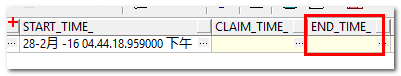 START_TIME_ CLAIM_TIME_ END_TIME_
28-2月 -16 04.44.18.959000 下午 ··· ··· ···